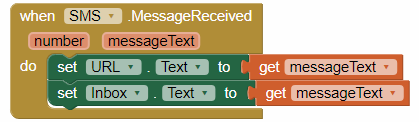 when SMS .MessageReceived
number messageText
do set URL . Text to get messageText
set Inbox . Text to get messageText